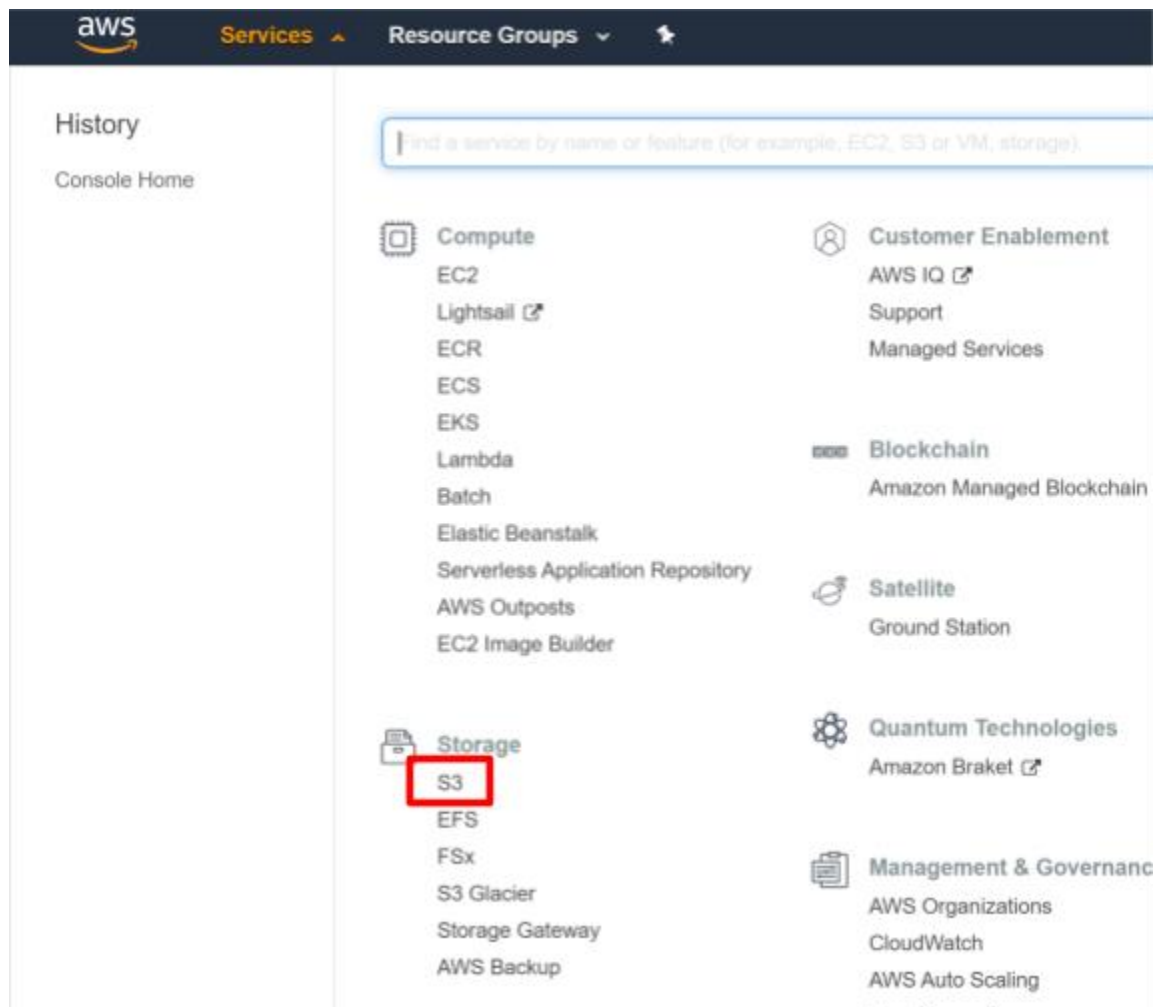 aws Services Resource Groups
History
Console Home
Find a service by name or feature (for example, EC2, S3 or VM, storage).
Compute
EC2
Lightsail
ECR
ECS
EKS
Lambda
Batch
Elastic Beanstalk
Serverless Application Repository
AWS Outposts
EC2 Image Builder
Storage
S3
EFS
FSx
S3 Glacier
Storage Gateway
AWS Backup
Customer Enablement
AWS IQ
Support
Managed Services
Blockchain
Amazon Managed Blockchain
Satellite
Ground Station
Quantum Technologies
Amazon Braket
Management & Governanc
AWS Organizations
CloudWatch
AWS Auto Scaling